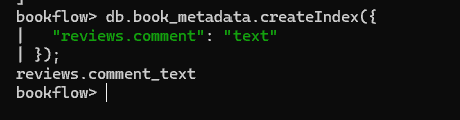 bookflow> db.book_metadata.createIndex({
|   "reviews.comment": "text"
| });
reviews.comment_text
bookflow>